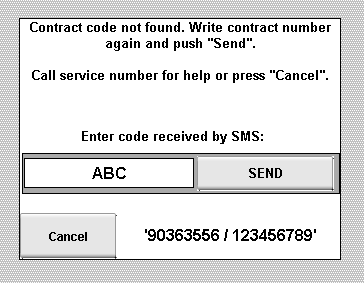 Contract code not found. Write contract number
again and push "Send".
Call service number for help or press "Cancel".
Enter code received by SMS:
ABC
SEND
Cancel
'90363556 / 123456789'